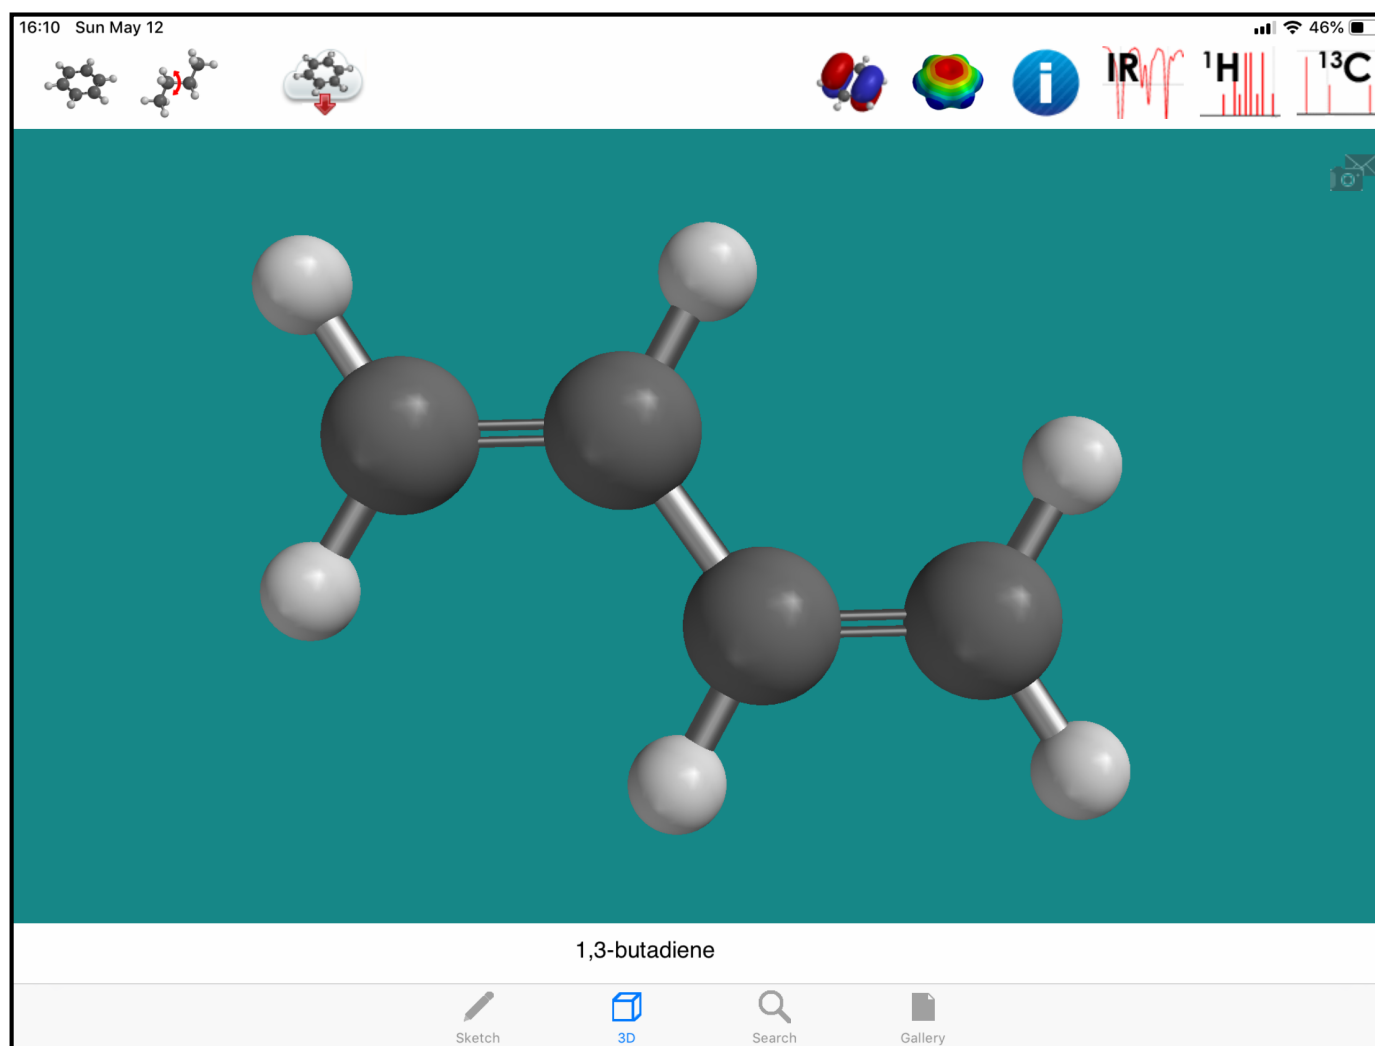 16:10 Sun May 12
46%
IR
¹H
¹³C
1,3-butadiene
Sketch
3D
Search
Gallery